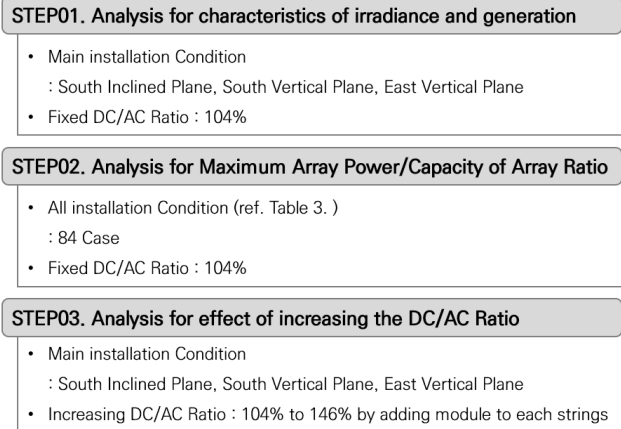 STEP01. Analysis for characteristics of irradiance and generation
• Main installation Condition
: South Inclined Plane, South Vertical Plane, East Vertical Plane
• Fixed DC/AC Ratio : 104%
STEP02. Analysis for Maximum Array Power/Capacity of Array Ratio
• All installation Condition (ref. Table 3. )
: 84 Case
• Fixed DC/AC Ratio : 104%
STEP03. Analysis for effect of increasing the DC/AC Ratio
• Main installation Condition
: South Inclined Plane, South Vertical Plane, East Vertical Plane
• Increasing DC/AC Ratio : 104% to 146% by adding module to each strings